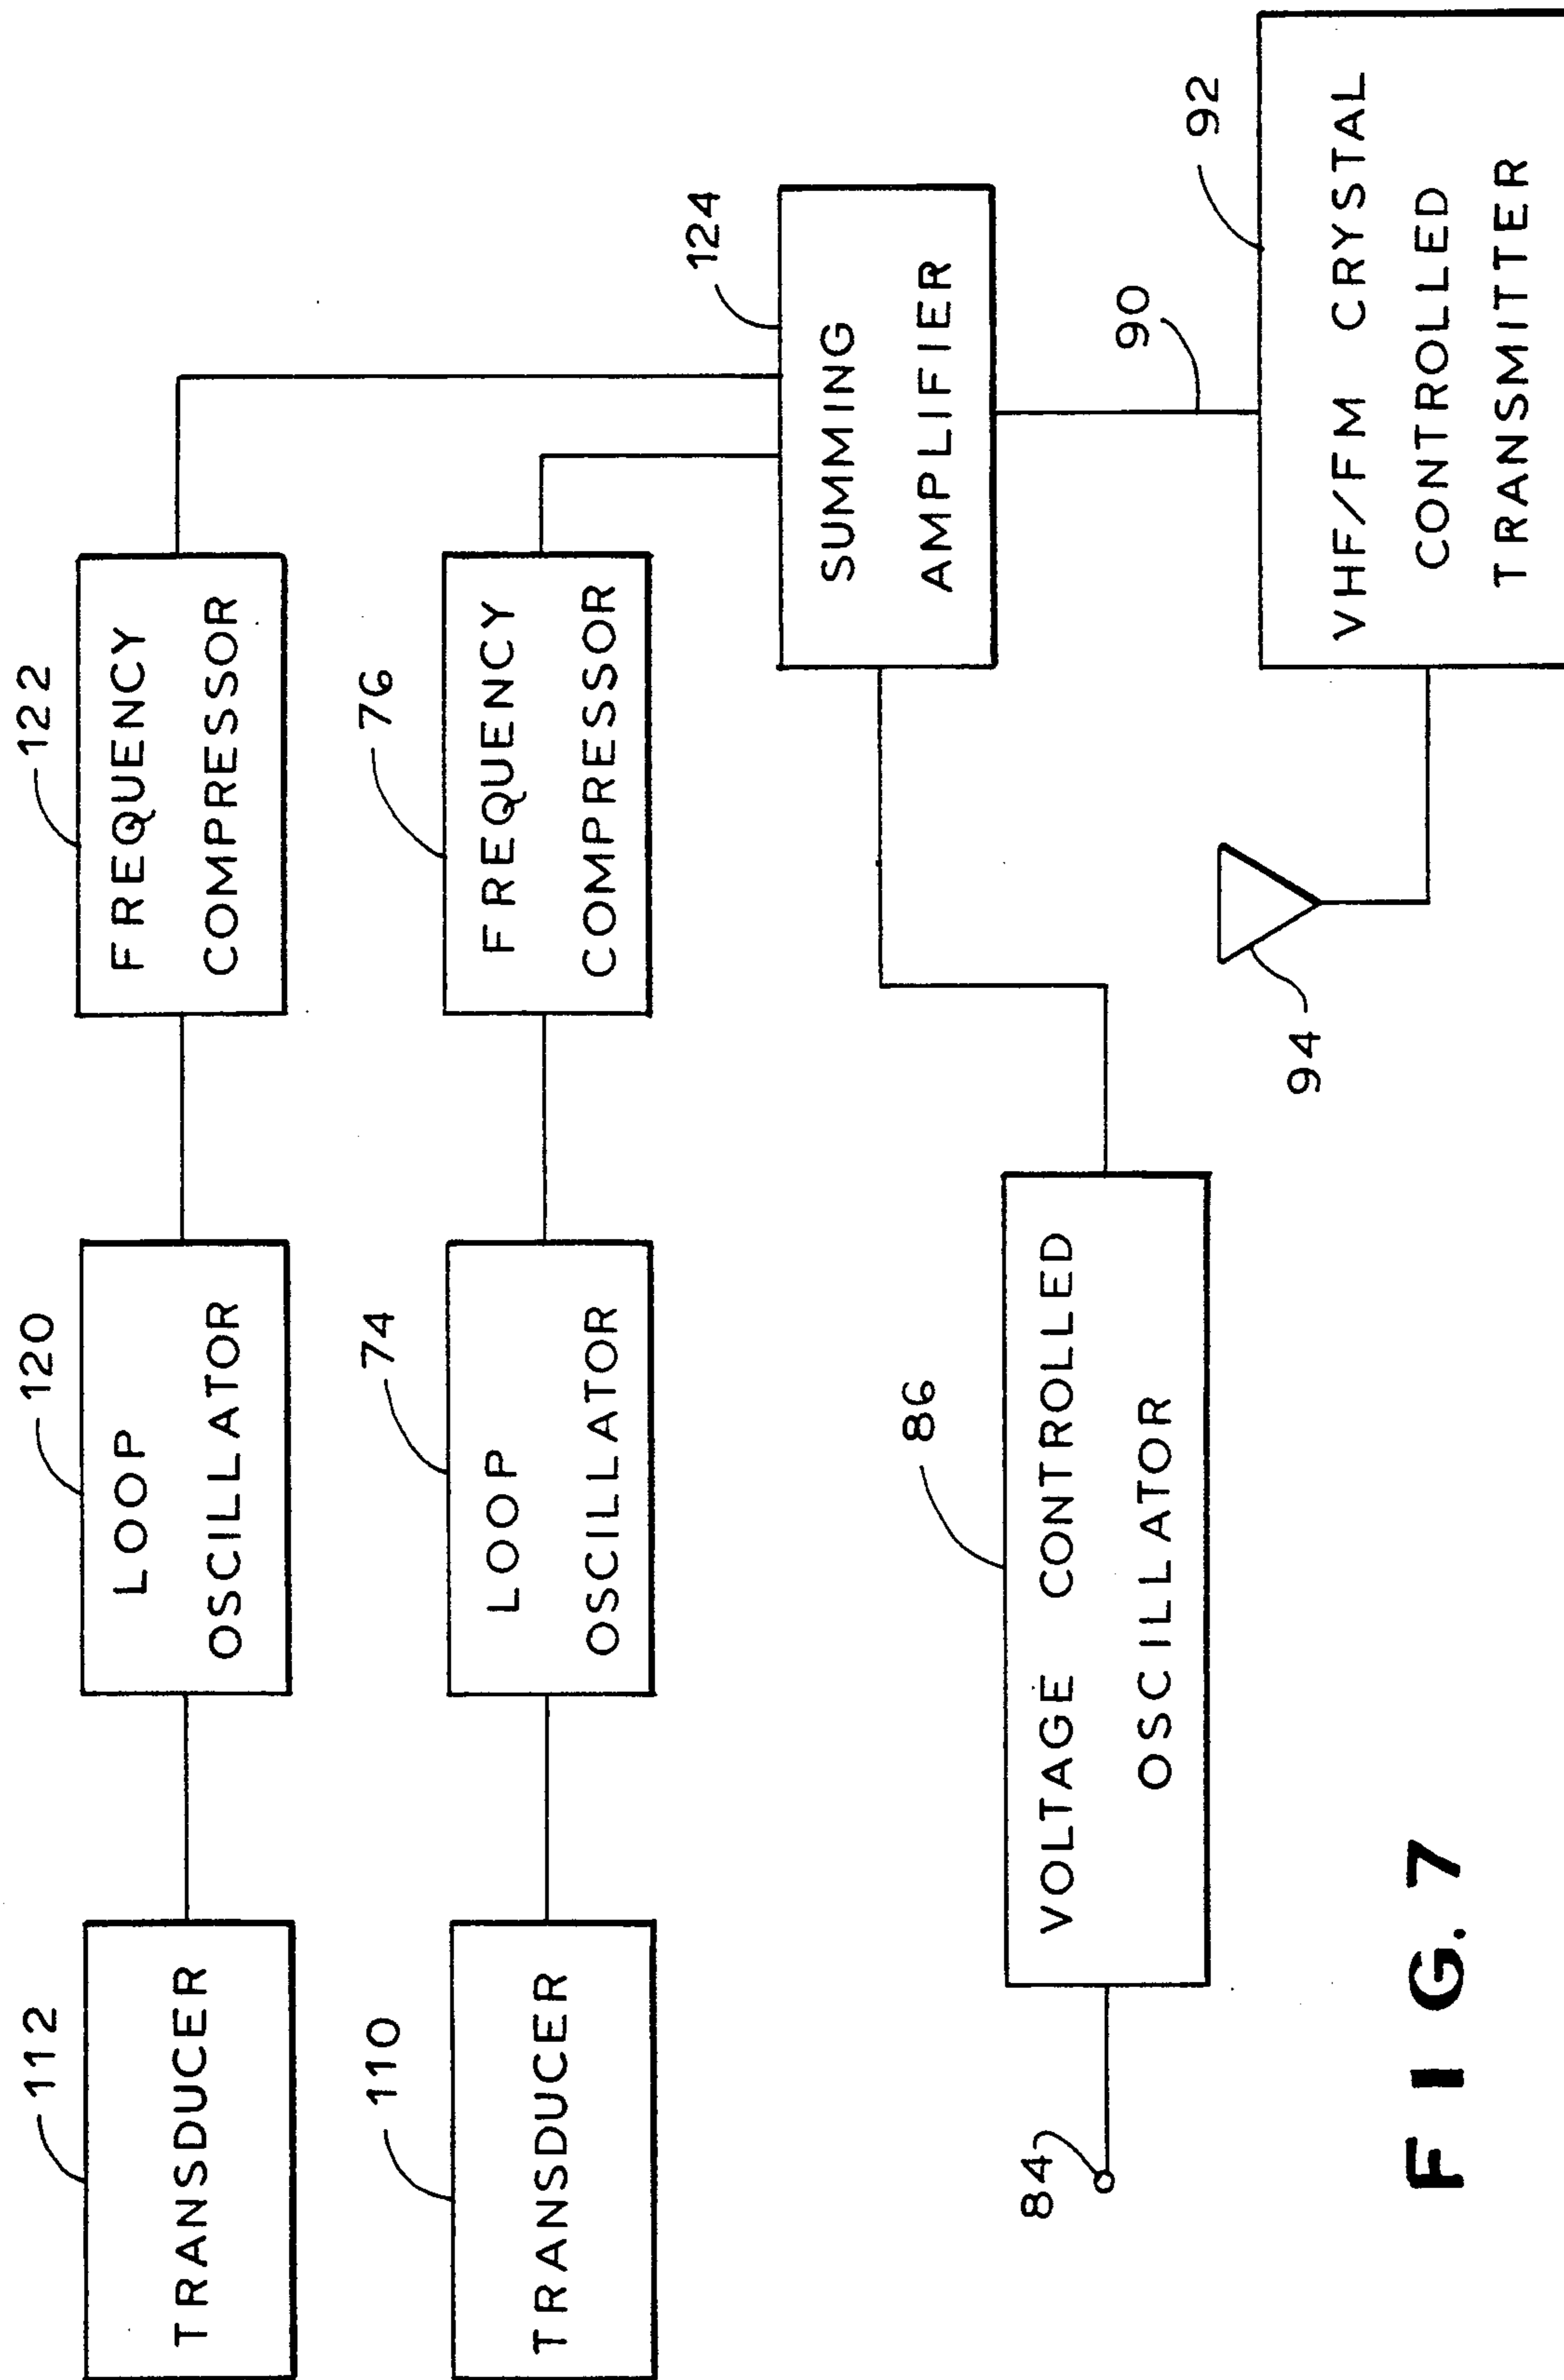 112
TRANSDUCER
120
LOOP
OSCILLATOR
122
FREQUENCY
COMPRESSOR
110
TRANSDUCER
74
LOOP
OSCILLATOR
76
FREQUENCY
COMPRESSOR
124
SUMMING
AMPLIFIER
84
86
VOLTAGE CONTROLLED
OSCILLATOR
90
94
92
VHF/FM CRYSTAL
CONTROLLED
TRANSMITTER
FIG. 7